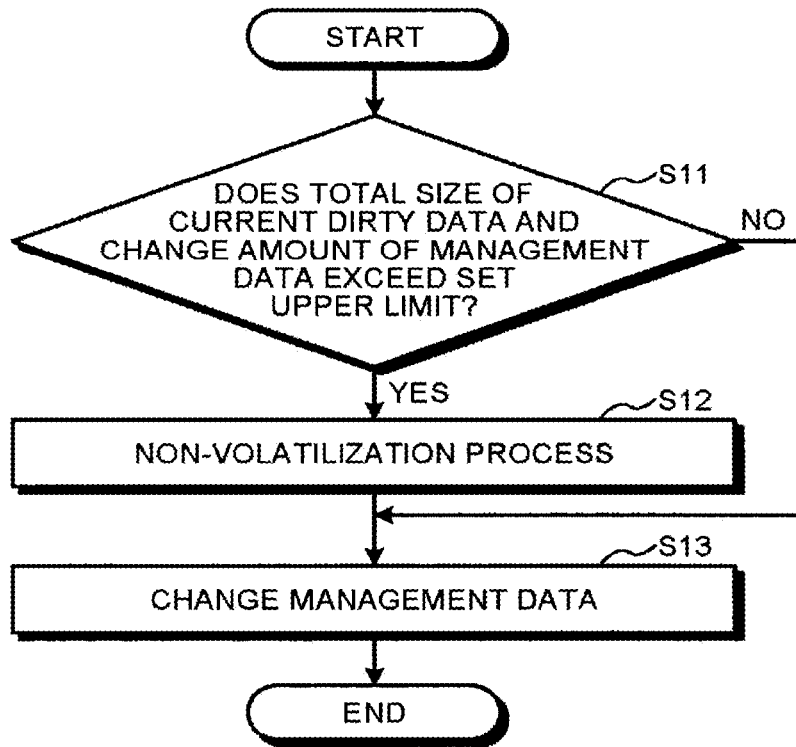 START
S11
DOES TOTAL SIZE OF
CURRENT DIRTY DATA AND
CHANGE AMOUNT OF MANAGEMENT
DATA EXCEED SET
UPPER LIMIT?
NO
YES
S12
NON-VOLATILIZATION PROCESS
S13
CHANGE MANAGEMENT DATA
END